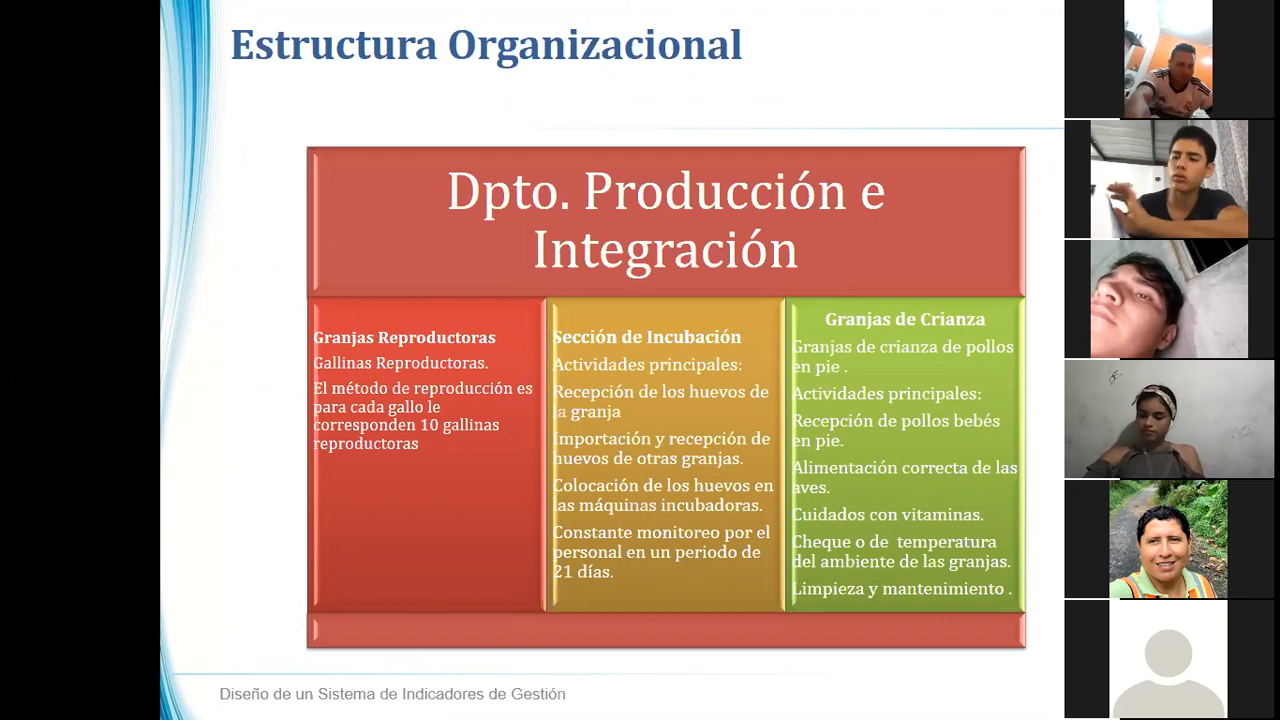 Estructura Organizacional
Dpto. Producción e
Integración
Granjas Reproductoras
Gallinas Reproductoras.
El método de reproducción es
para cada gallo le
corresponden 10 gallinas
reproductoras
Sección de Incubación
Actividades principales:
Recepción de los huevos de
la granja
Importación y recepción de
huevos de otras granjas.
Colocación de los huevos en
las máquinas incubadoras.
Constante monitoreo por el
personal en un periodo de
21 días.
Granjas de Crianza
Granjas de crianza de pollos
en pie .
Actividades principales:
Recepción de pollos bebés
en pie.
Alimentación correcta de las
aves.
Cuidados con vitaminas.
Cheque o de  temperatura
del ambiente de las granjas.
Limpieza y mantenimiento .
Diseño de un Sistema de Indicadores de Gestión